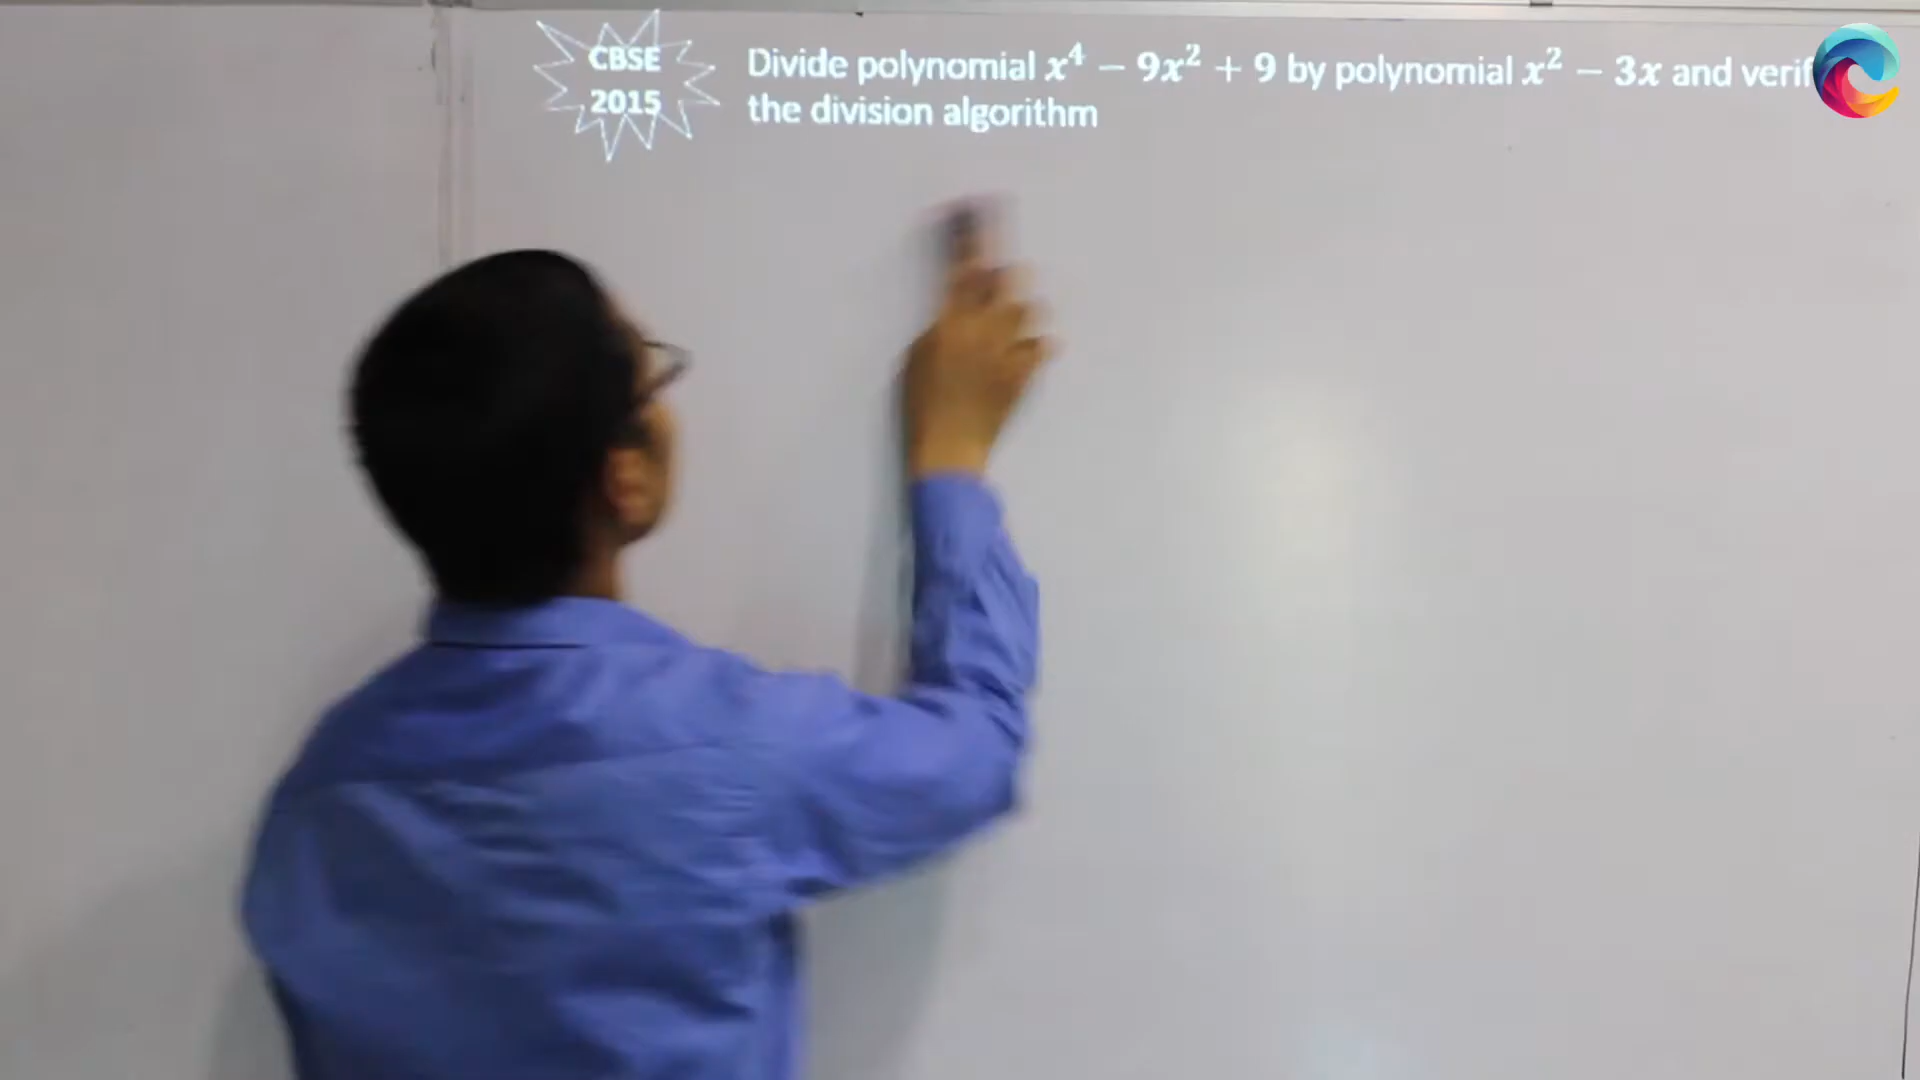 CBSE
2015
Divide polynomial x⁴ − 9x² + 9 by polynomial x² − 3x and
the division algorithm